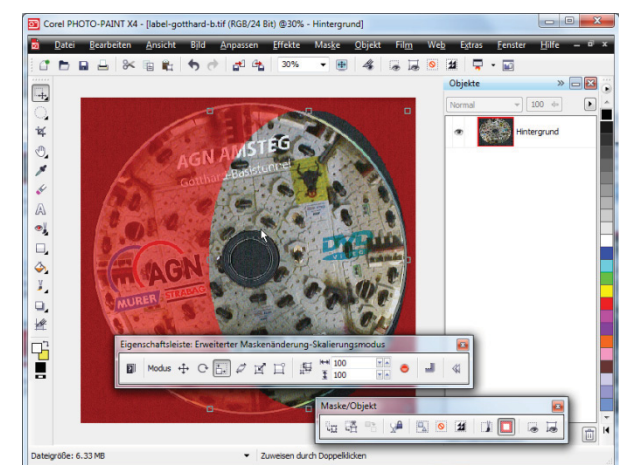 Corel PHOTO-PAINT X4 - [label-gotthard-b.tif (RGB/24 Bit) @30% - Hintergrund]
Datei Bearbeiten Ansicht Bild Anpassen Effekte Maske Objekt Film Web Extras Fenster Hilfe
30%
Objekte
Normal 100
Hintergrund
AGN AMSTEG
Gotthard-Basistunnel
DVD
AGN
MURER STRABAG
Eigenschaftsleiste: Erweiterter Maskenänderung-Skalierungsmodus
Modus 100
100
Maske/Objekt
Dateigröße: 6.33 MB Zuweisen durch Doppelklicken